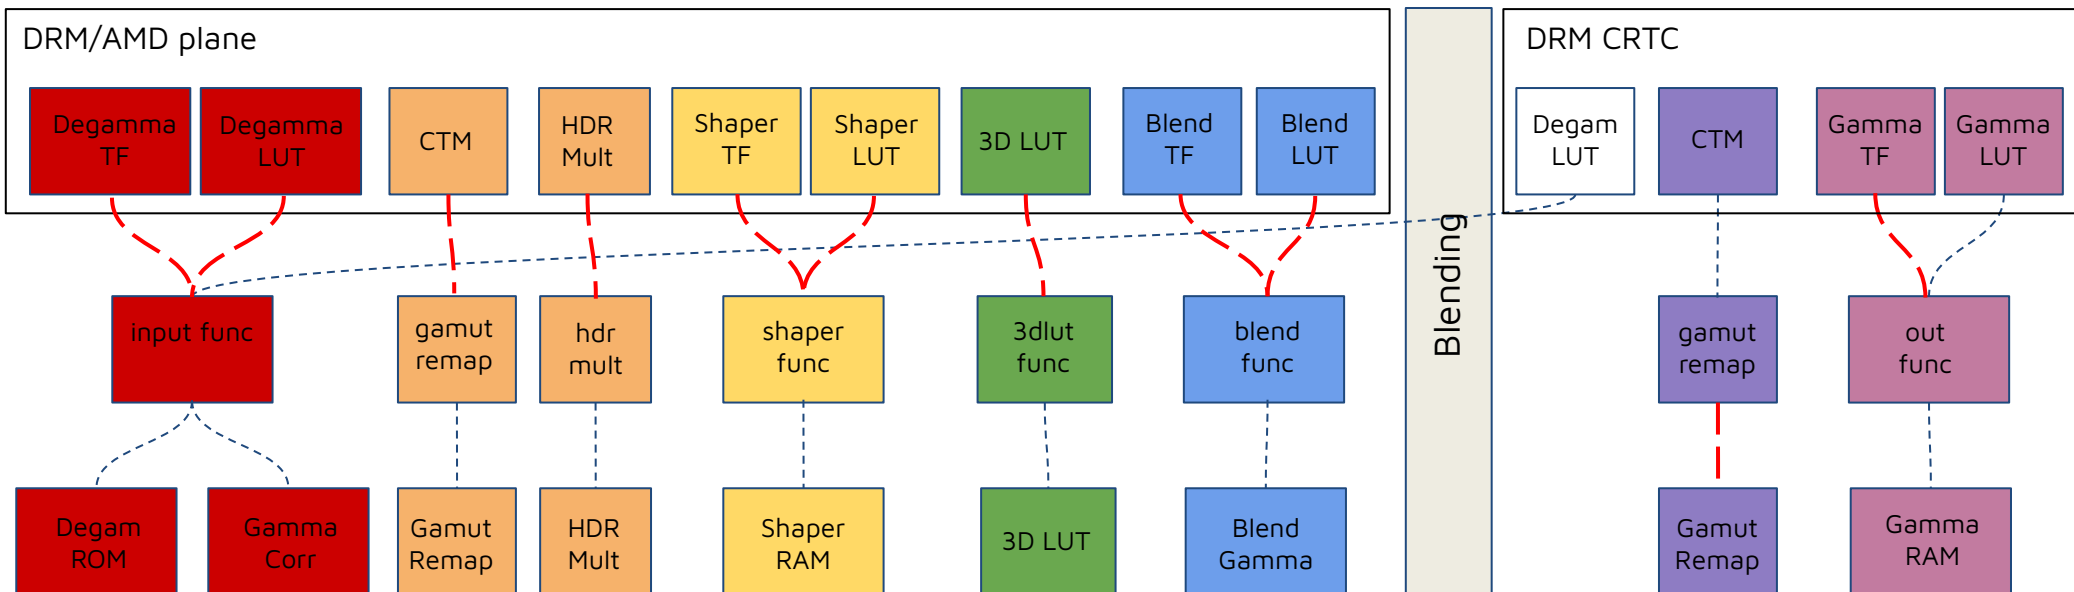 DRM/AMD plane
Degamma
TF
Degamma
LUT
CTM
HDR
Mult
Shaper
TF
Shaper
LUT
3D LUT
Blend
TF
Blend
LUT
Blending
DRM CRTC
Degam
LUT
CTM
Gamma
TF
Gamma
LUT
input func
gamut
remap
hdr
mult
shaper
func
3dlut
func
blend
func
gamut
remap
out
func
Degam
ROM
Gamma
Corr
Gamut
Remap
HDR
Mult
Shaper
RAM
3D LUT
Blend
Gamma
Gamut
Remap
Gamma
RAM